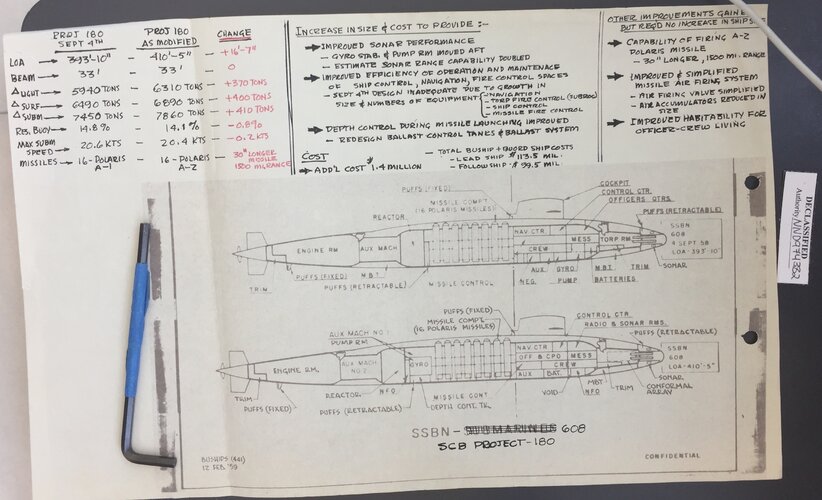 PROJ 180 SEPT 4TH
PROJ 180 AS MODIFIED
CHANGE
LOA 393'-10" 410'-5" +16'-7"
BEAM 33' 33' 0
Δ LIGHT 5940 TONS 6310 TONS +370 TONS
Δ SURF 6490 TONS 6890 TONS +400 TONS
Δ SUBM 7450 TONS 7860 TONS +410 TONS
RES. BUOY 14.8% 14.1% -0.8%
MAX SUBM SPEED 20.6 KTS 20.4 KTS -0.2 KTS
MISSILES 16-POLARIS A-1 16-POLARIS A-2 30" LONGER MISSILE 1500 MI. RANGE
INCREASE IN SIZE & COST TO PROVIDE :-
IMPROVED SONAR PERFORMANCE
- GYRO STAB. & PUMP RM MOVED AFT
- ESTIMATE SONAR RANGE CAPABILITY DOUBLED
IMPROVED EFFICIENCY OF OPERATION AND MAINTENACE
OF SHIP CONTROL, NAVIGATION, FIRE CONTROL SPACES
- SEPT 4TH DESIGN INADEQUATE DUE TO GROWTH IN
SIZE & NUMBERS OF EQUIPMENT
- NAVIGATION
- TORP FIRE CONTROL (SUBROC)
- SHIP CONTROL
- MISSILE FIRE CONTROL
DEPTH CONTROL DURING MISSILE LAUNCHING IMPROVED
- REDESIGN BALLAST CONTROL TANKS & BALLAST SYSTEM
COST
ADD'L COST $1.4 MILLION
- TOTAL BUSHIP + BUORD SHIP COSTS
- LEAD SHIP $113.5 MIL.
- FOLLOW SHIP - $99.5 MIL.
OTHER IMPROVEMENTS GAINE
BUT REQ'D NO INCREASE IN SHIP SI
CAPABILITY OF FIRING A-2
POLARIS MISSILE
- 30" LONGER, 1500 MI. RANGE
IMPROVED & SIMPLIFIED
MISSILE AIR FIRING SYSTEM
- AIR FIRING VALVE SIMPLIFIED
- AIR ACCUMULATORS REDUCED IN
SIZE
IMPROVED HABITABILITY FOR
OFFICER-CREW LIVING
DECLASSIFIED
Authority NND974352
PUFFS (FIXED)
MISSILE COMPT.
(16 POLARIS MISSILES)
REACTOR
COCKPIT
CONTROL CTR.
OFFICERS QTRS.
PUFFS (RETRACTABLE)
ENGINE RM
AUX MACH
NAV CTR.
CREW
MESS
TORP RM
SSBN
608
4 SEPT 58
LOA-393'-10"
TRIM
PUFFS (FIXED)
M.B.T.
PUFFS (RETRACTABLE)
MISSILE CONTROL
AUX.
NEG.
GYRO
PUMP
M.B.T.
BATTERIES
TRIM
SONAR
PUFFS (FIXED)
MISSILE COMPT.
(16 POLARIS MISSILES)
AUX MACH NO 1
PUMP RM
CONTROL CTR.
RADIO & SONAR RMS.
PUFFS (RETRACTABLE)
ENGINE RM.
AUX MACH
NO. 2
GYRO
NAV CTR.
OFF & CPO
MESS
CREW
AUX
BAT.
SSBN
608
LOA-410'-5"
TRIM
PUFFS (FIXED)
REACTOR
N.F.O.
PUFFS (RETRACTABLE)
MISSILE CONT.
DEPTH CONT. TK
VOID
MBT
NFO
TRIM
SONAR
CONFORMAL
ARRAY
SSBN - SUBMARINES 608
SCB PROJECT-180
BUSHIPS (441)
12 FEB '59
CONFIDENTIAL